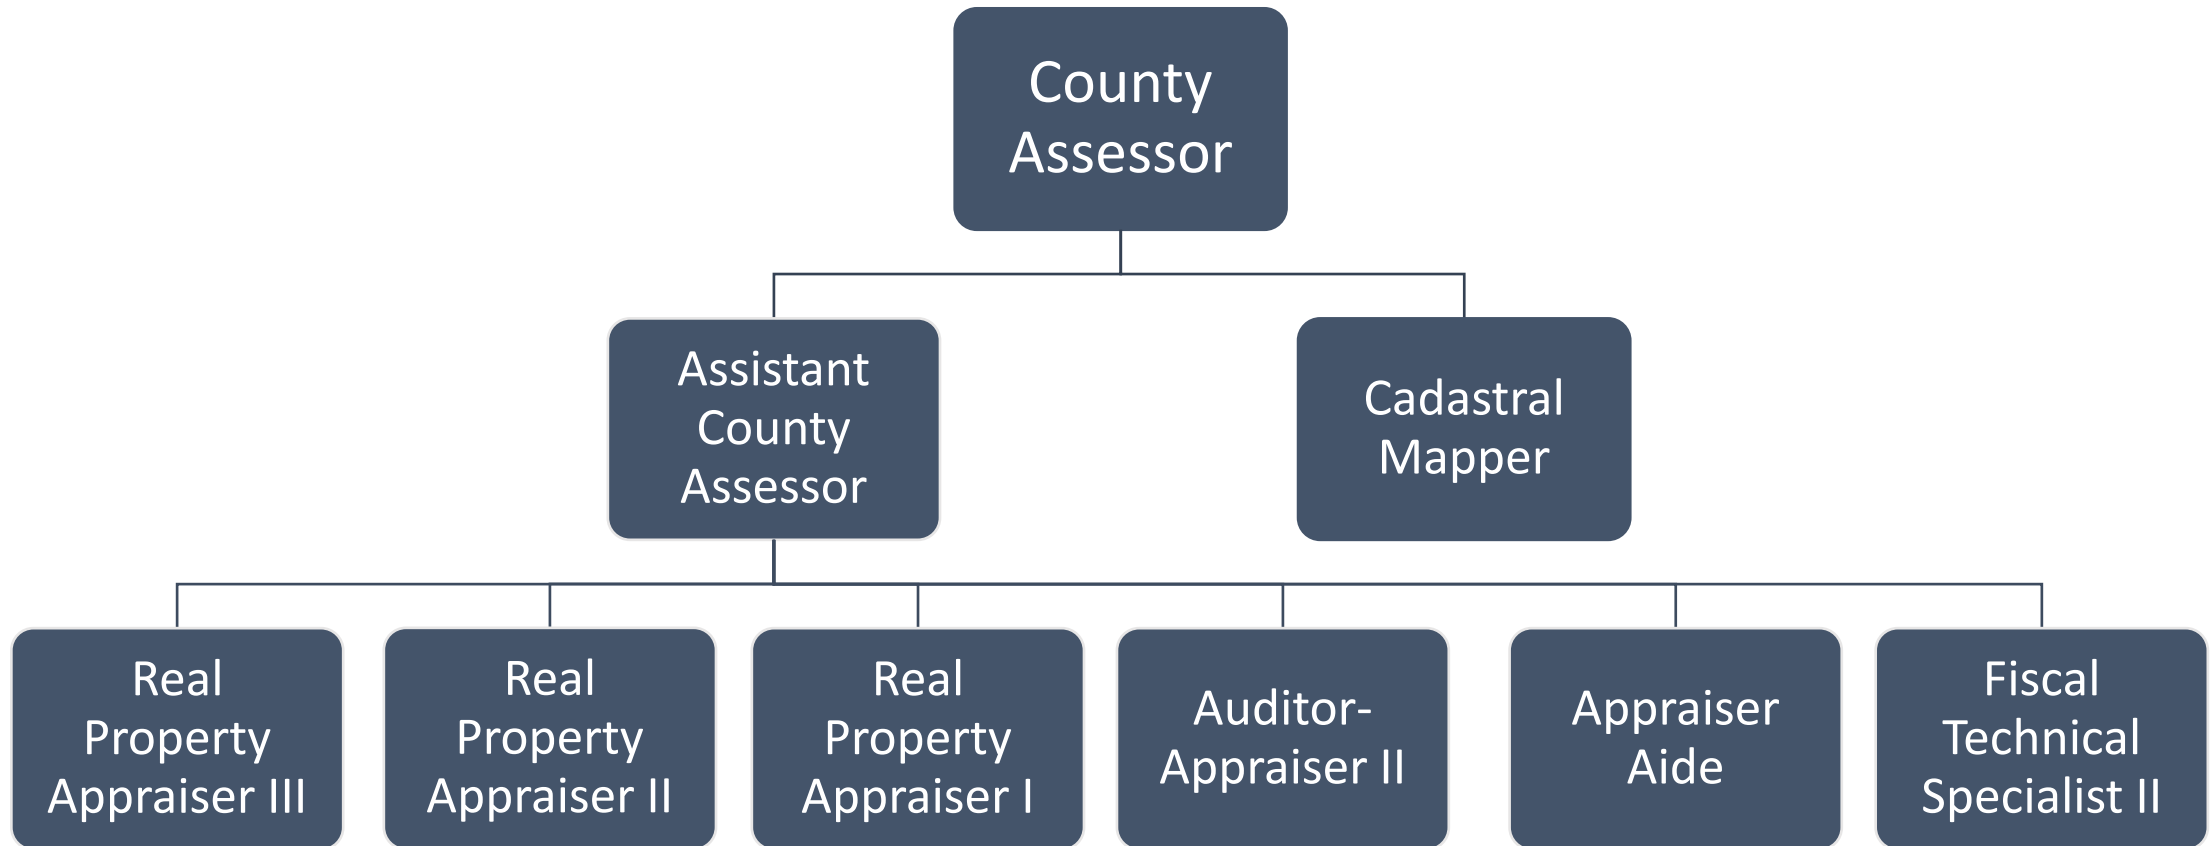 County
Assessor
Assistant
County
Assessor
Cadastral
Mapper
Real
Property
Appraiser III
Real
Property
Appraiser II
Real
Property
Appraiser I
Auditor-
Appraiser II
Appraiser
Aide
Fiscal
Technical
Specialist II